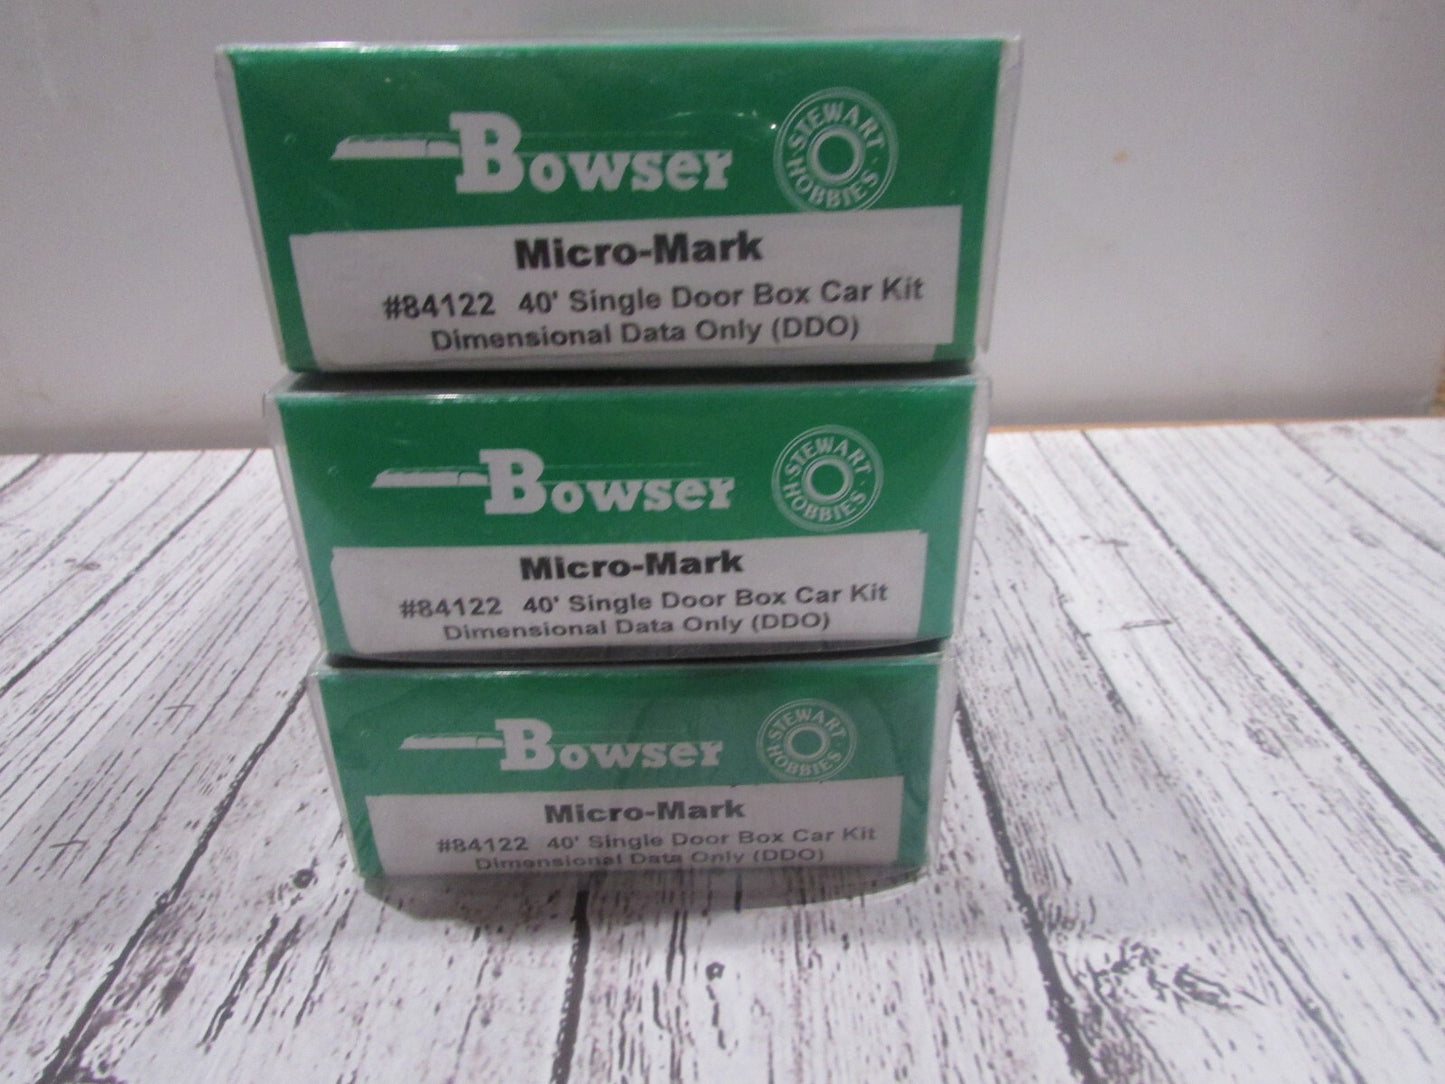 Bowser
STEWART HOBBIES
Micro-Mark
#84122 40' Single Door Box Car Kit
Dimensional Data Only (DDO)
Bowser
STEWART HOBBIES
Micro-Mark
#84122 40' Single Door Box Car Kit
Dimensional Data Only (DDO)
Bowser
STEWART HOBBIES
Micro-Mark
#84122 40' Single Door Box Car Kit
Dimensional Data Only (DDO)